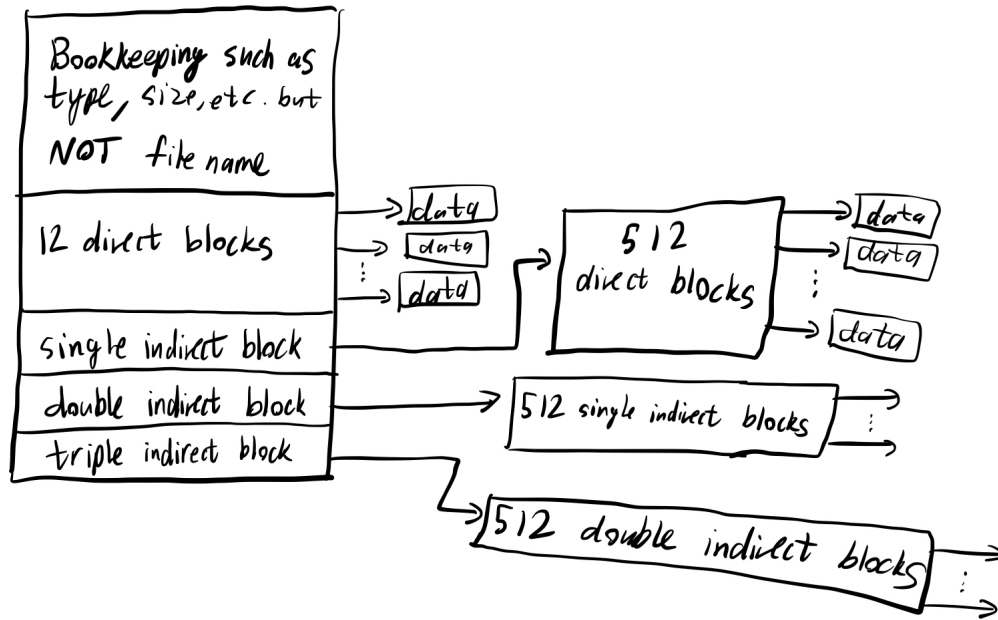 Bookkeeping such as
type, size, etc. but
NOT file name
12 direct blocks
data
data
data
single indirect block
double indirect block
triple indirect block
512
direct blocks
data
data
data
512 single indirect blocks
512 double indirect blocks